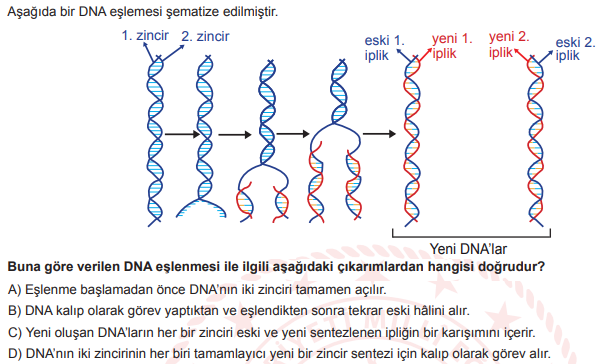 Aşağıda bir DNA eşlemesi şematize edilmiştir.
1. zincir 2. zincir
eski 1. iplik
yeni 1. iplik
yeni 2. iplik
eski 2. iplik
Yeni DNA'lar
Buna göre verilen DNA eşlenmesi ile ilgili aşağıdaki çıkarımlardan hangisi doğrudur?
A) Eşlenme başlamadan önce DNA'nın iki zinciri tamamen açılır.
B) DNA kalıp olarak görev yaptıktan ve eşlendikten sonra tekrar eski hâlini alır.
C) Yeni oluşan DNA'ların her bir zinciri eski ve yeni sentezlenen ipliğin bir karışımını içerir.
D) DNA'nın iki zincirinin her biri tamamlayıcı yeni bir zincir sentezi için kalıp olarak görev alır.